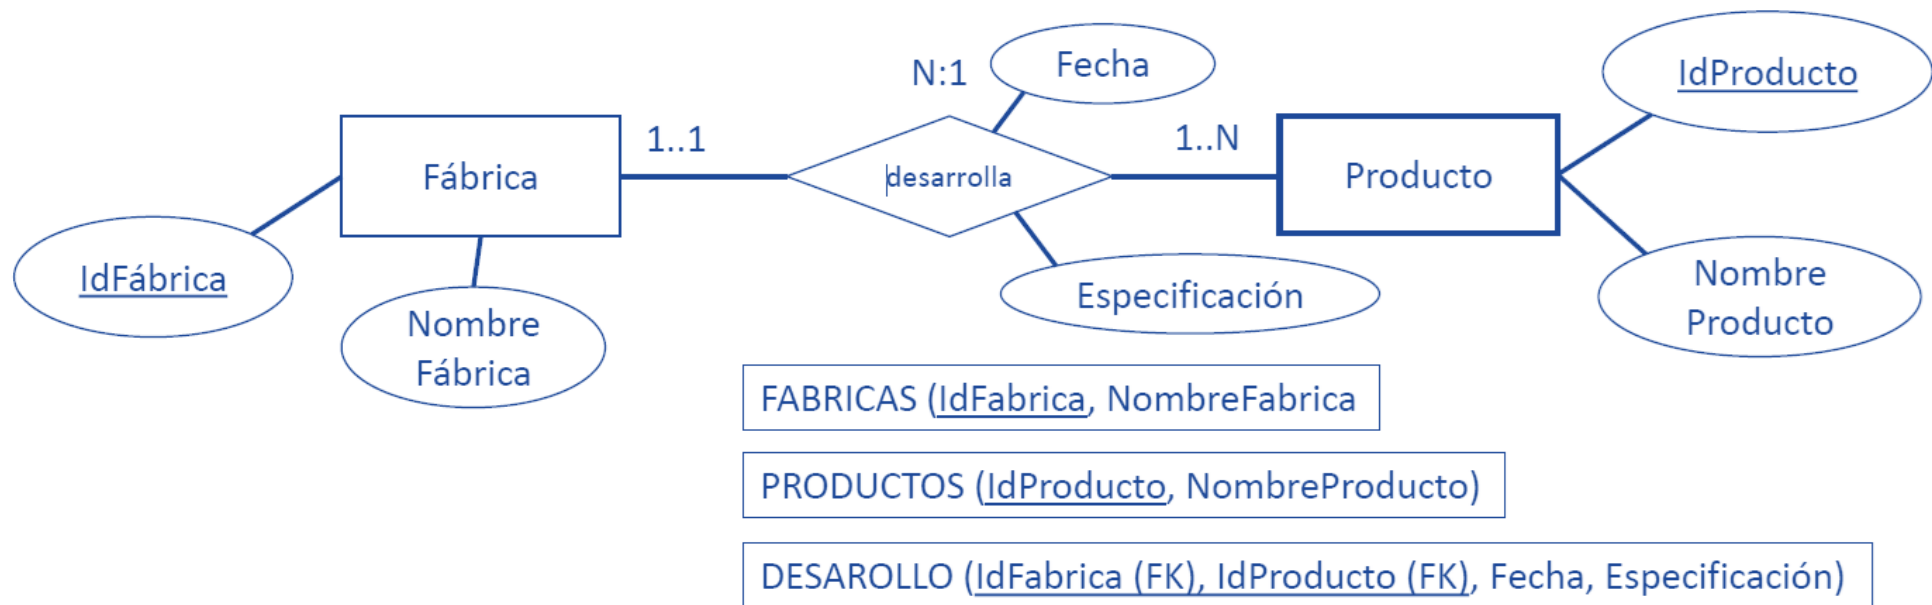 Fecha
N:1
IdProducto
1..1
1..N
Fábrica
desarrolla
Producto
IdFábrica
Especificación
Nombre
Producto
Nombre
Fábrica
FABRICAS (IdFabrica, NombreFabrica
PRODUCTOS (IdProducto, NombreProducto)
DESAROLLO (IdFabrica (FK), IdProducto (FK), Fecha, Especificación)